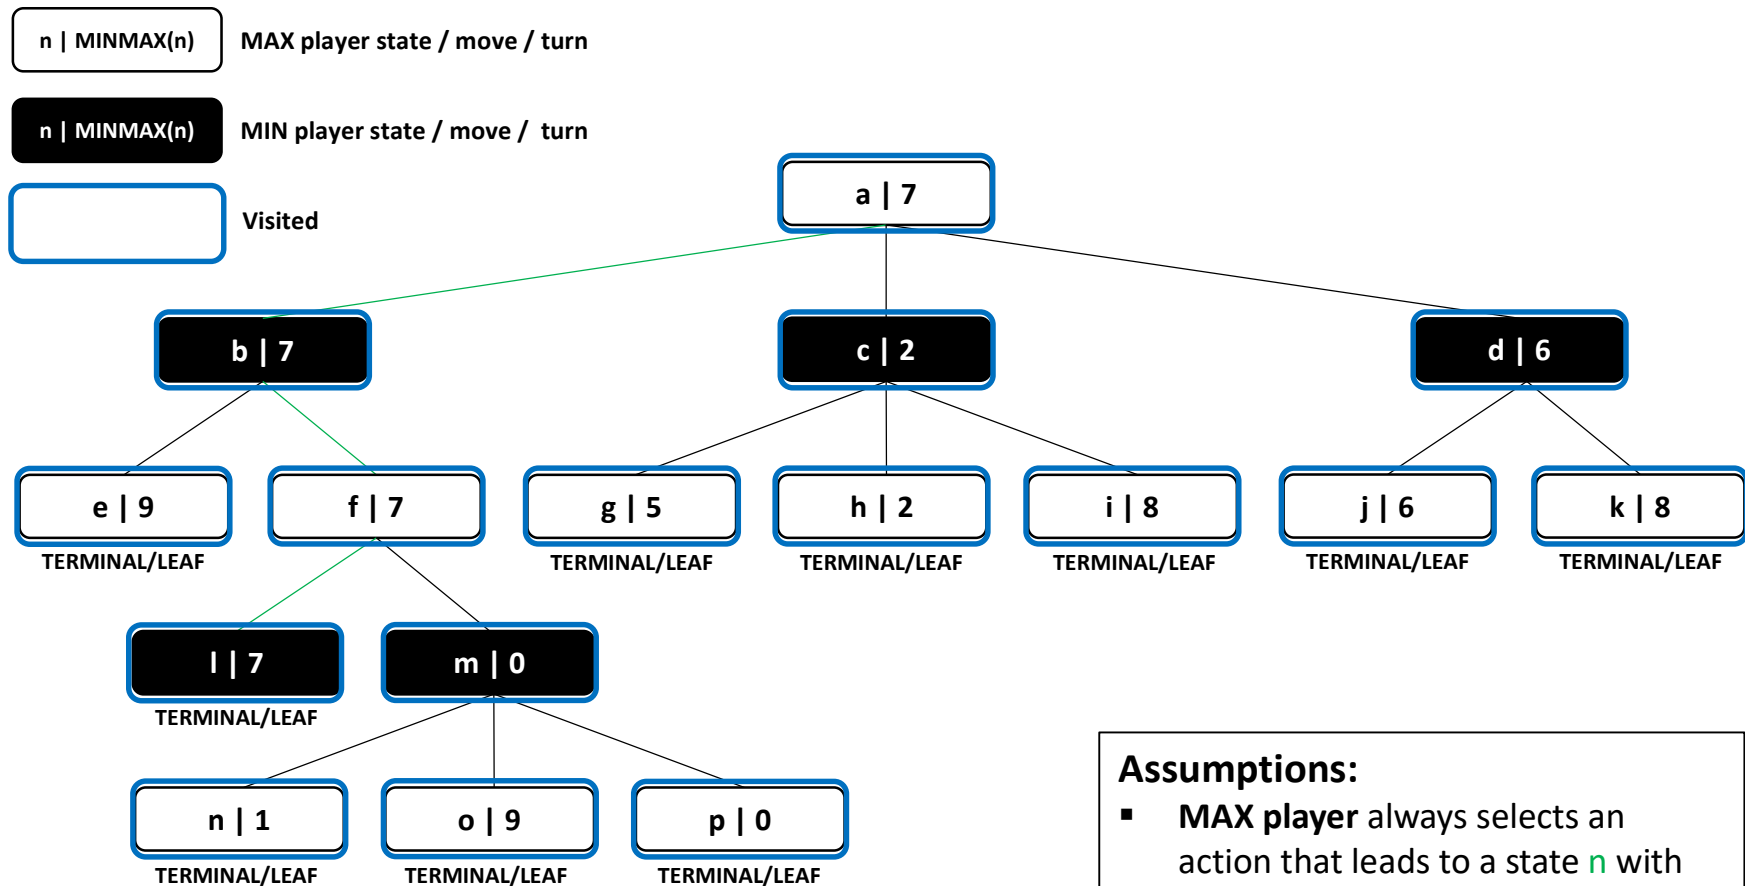 n | MINMAX(n) MAX player state / move / turn
n | MINMAX(n) MIN player state / move / turn
Visited
a | 7
b | 7 c | 2 d | 6
e | 9 f | 7 g | 5 h | 2 i | 8 j | 6 k | 8
TERMINAL/LEAF TERMINAL/LEAF TERMINAL/LEAF TERMINAL/LEAF TERMINAL/LEAF TERMINAL/LEAF
l | 7 m | 0
TERMINAL/LEAF
n | 1 o | 9 p | 0
TERMINAL/LEAF TERMINAL/LEAF TERMINAL/LEAF
Assumptions:
▪ MAX player always selects an
action that leads to a state n with